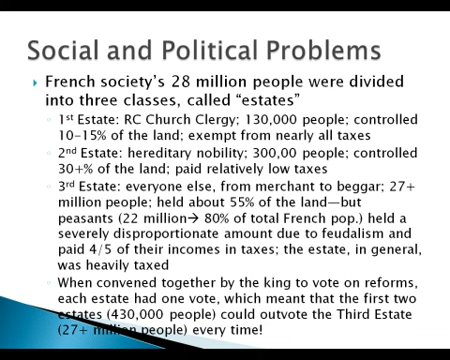 Social and Political Problems
French society's 28 million people were divided
into three classes, called "estates"
1st Estate: RC Church Clergy; 130,000 people; controlled
10-15% of the land; exempt from nearly all taxes
2nd Estate: hereditary nobility; 300,00 people; controlled
30+% of the land; paid relatively low taxes
3rd Estate: everyone else, from merchant to beggar; 27+
million people; held about 55% of the land—but
peasants (22 million→ 80% of total French pop.) held a
severely disproportionate amount due to feudalism and
paid 4/5 of their incomes in taxes; the estate, in general,
was heavily taxed
When convened together by the king to vote on reforms,
each estate had one vote, which meant that the first two
estates (430,000 people) could outvote the Third Estate
(27+ million people) every time!